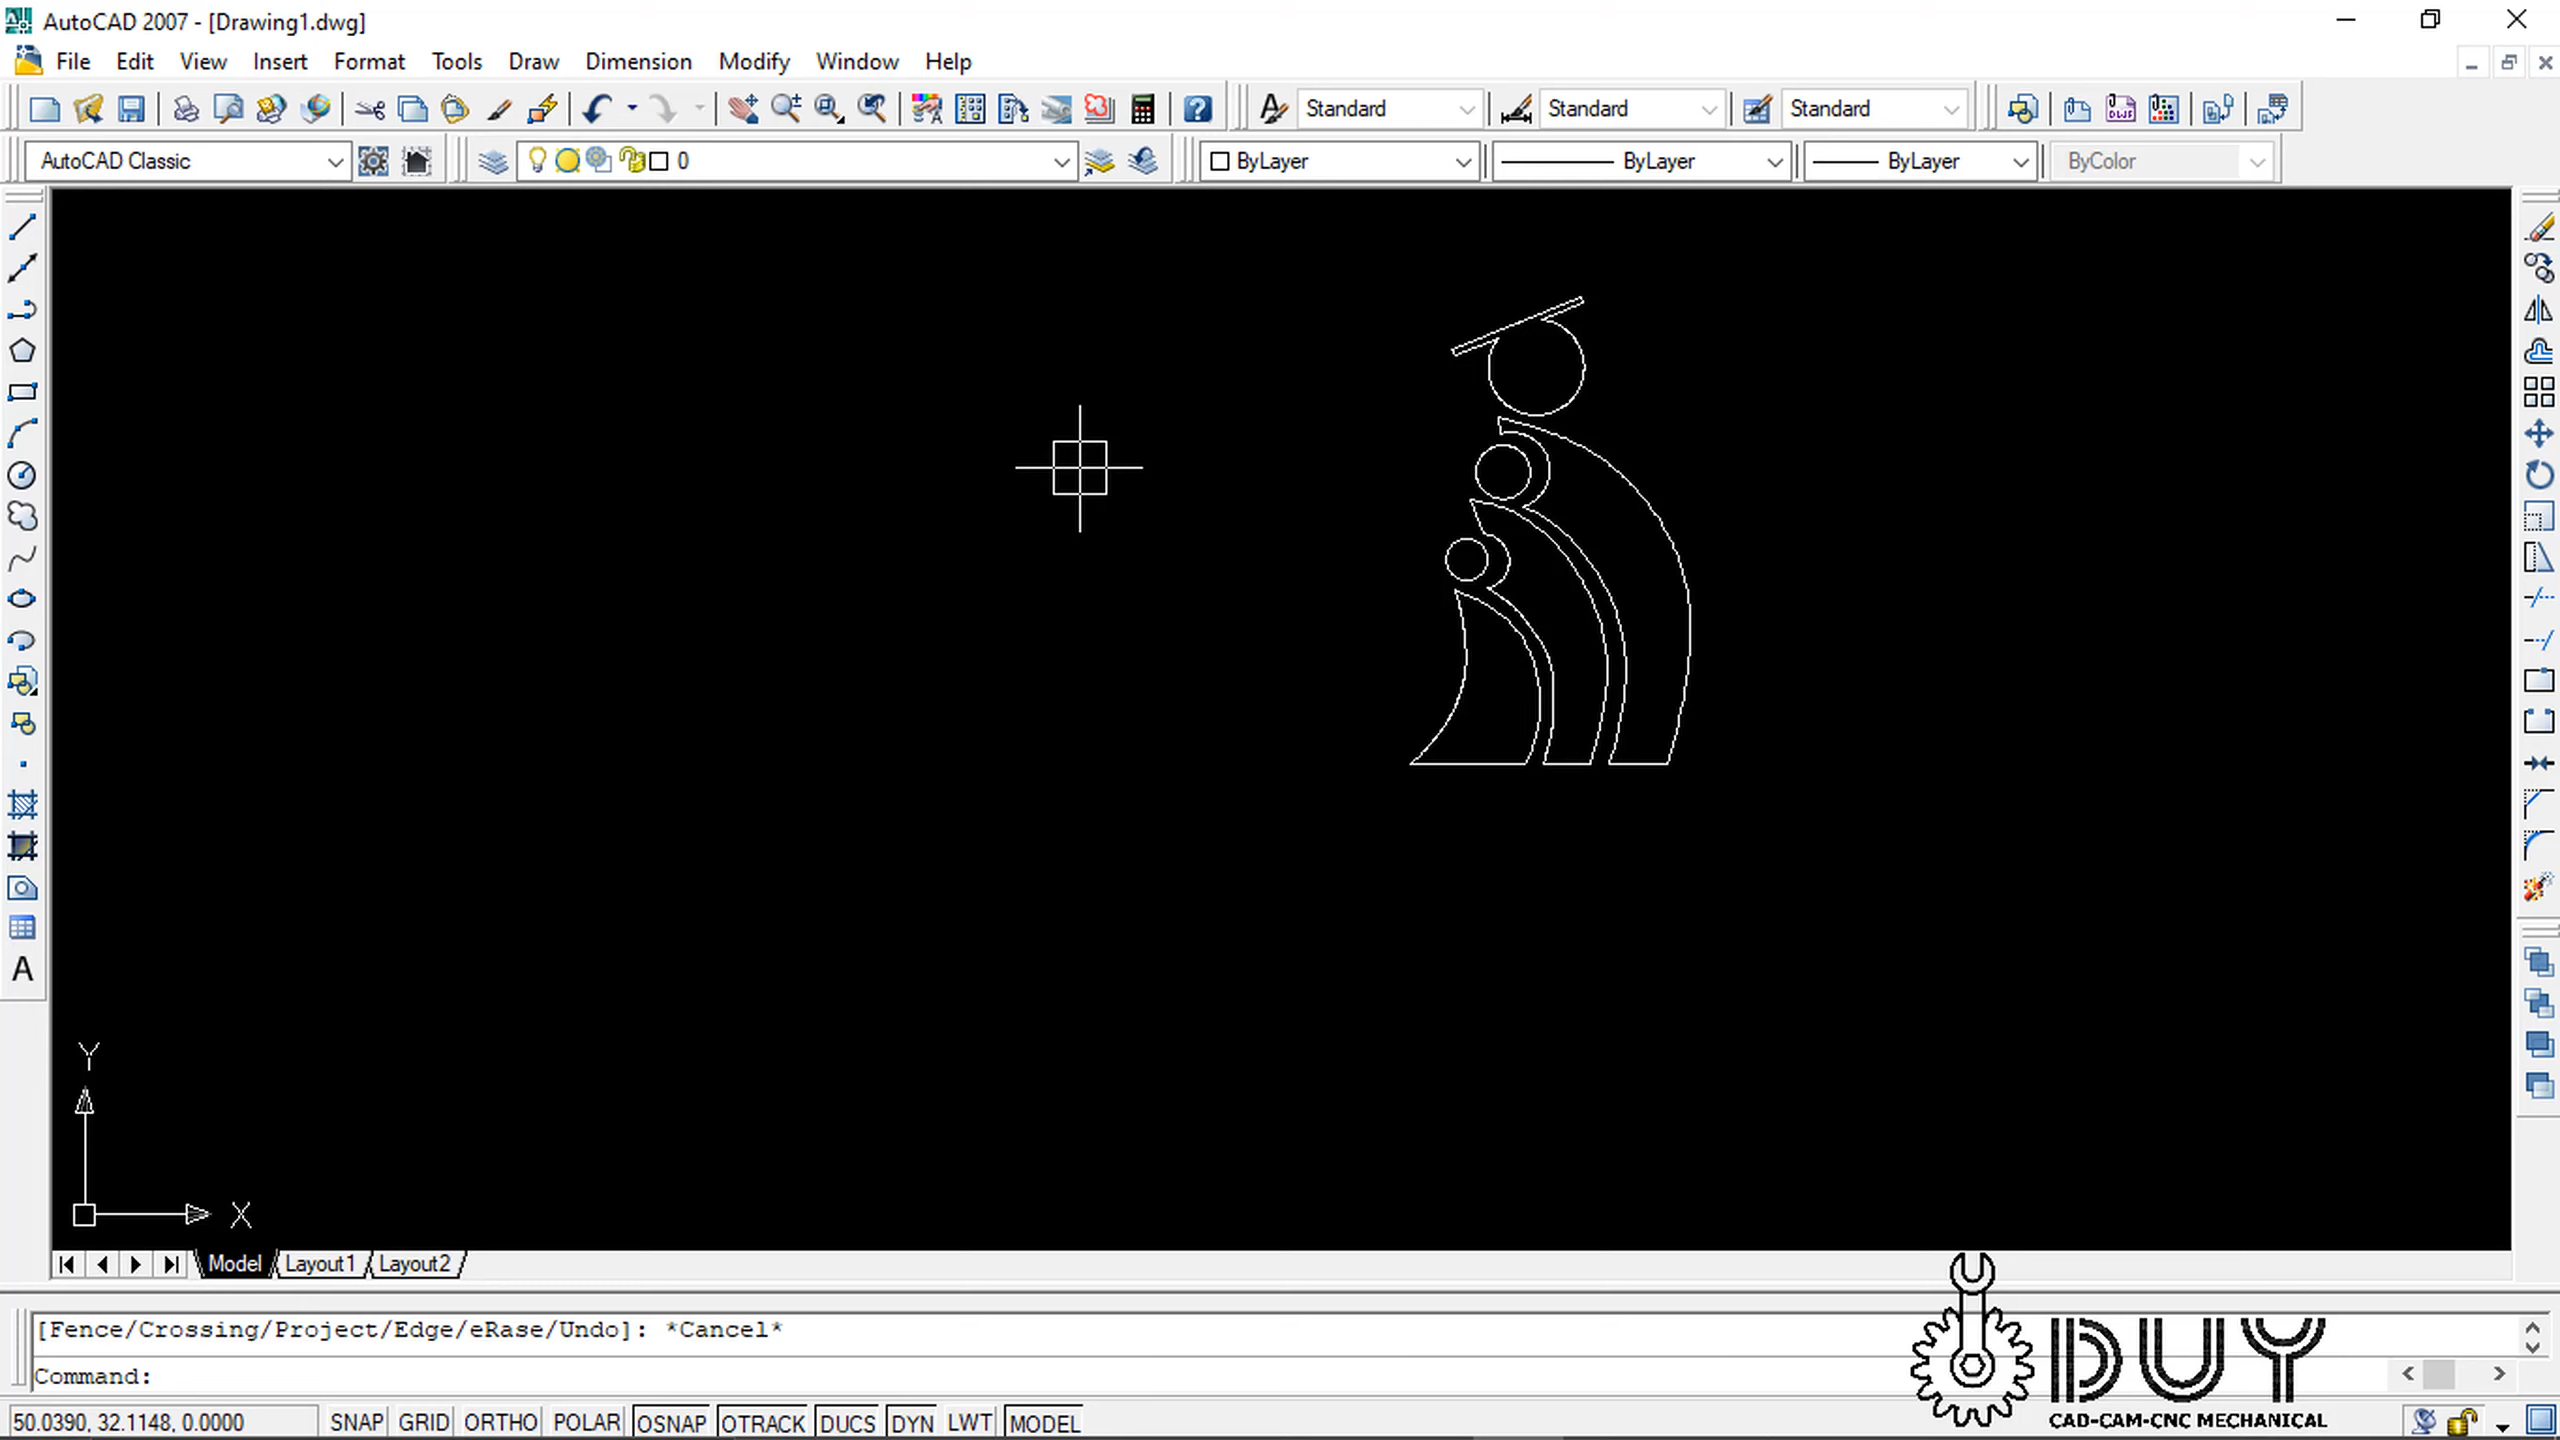 AutoCAD 2007 - [Drawing1.dwg]
File Edit View Insert Format Tools Draw Dimension Modify Window Help
Standard Standard Standard
AutoCAD Classic 0 ByLayer ByLayer ByLayer ByColor
A
Y
X
Model Layout1 Layout2
[Fence/Crossing/Project/Edge/eRase/Undo]: *Cancel*
Command:
DUY
CAD-CAM-CNC MECHANICAL
50.0390, 32.1148, 0.0000 SNAP GRID ORTHO POLAR OSNAP OTRACK DUCS DYN LWT MODEL